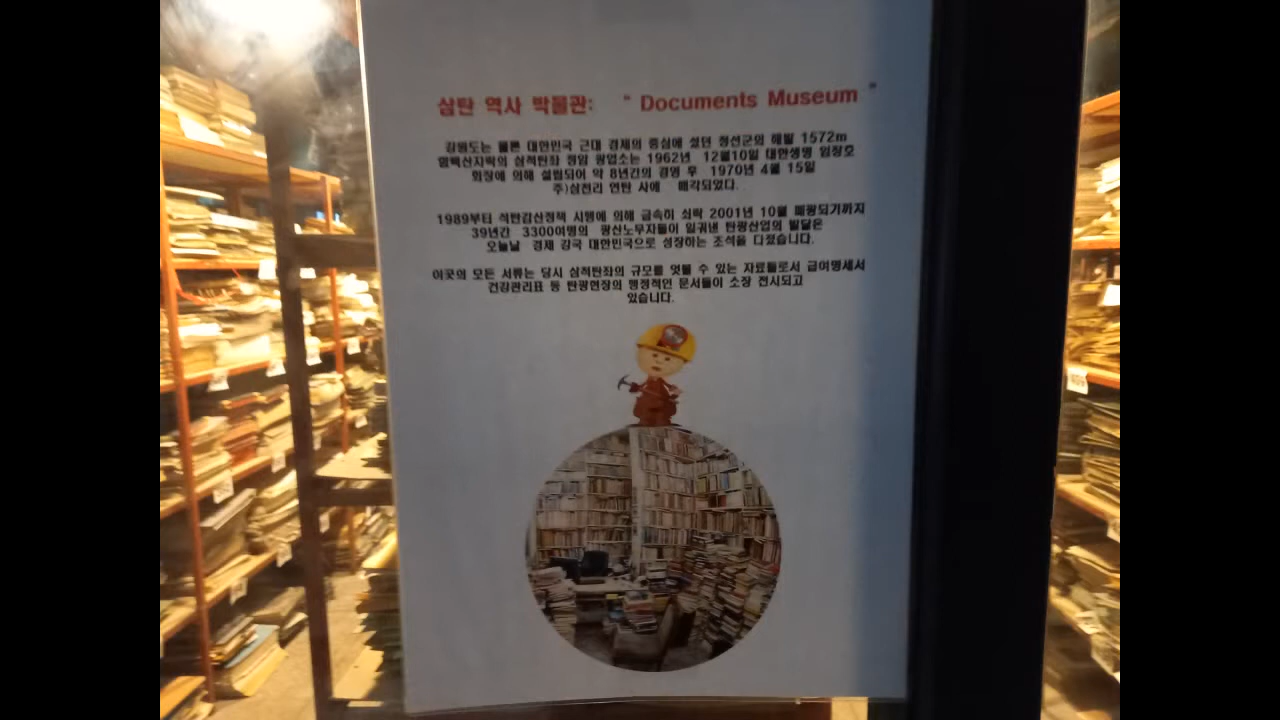 삼탄 역사 박물관: " Documents Museum "
강원도는 물론 대한민국 근대 경제의 중심에 섰던 정선군의 해발 1572m
함백산자락의 삼척탄좌 정암 광업소는 1962년 12월10일 대한생명 임창호
회장에 의해 설립되어 약 8년간의 경영 후 1970년 4월 15일
주)삼천리 연탄 사에 매각되었다.
1989부터 석탄감산정책 시행에 의해 급속히 쇠락 2001년 10월 폐광되기까지
39년간 3300여명의 광산노무자들이 일궈낸 탄광산업의 발달은
오늘날 경제 강국 대한민국으로 성장하는 초석을 다졌습니다.
이곳의 모든 서류는 당시 삼척탄좌의 규모를 엿볼 수 있는 자료들로서 급여명세서
건강관리표 등 탄광현장의 행정적인 문서들이 소장 전시되고
있습니다.